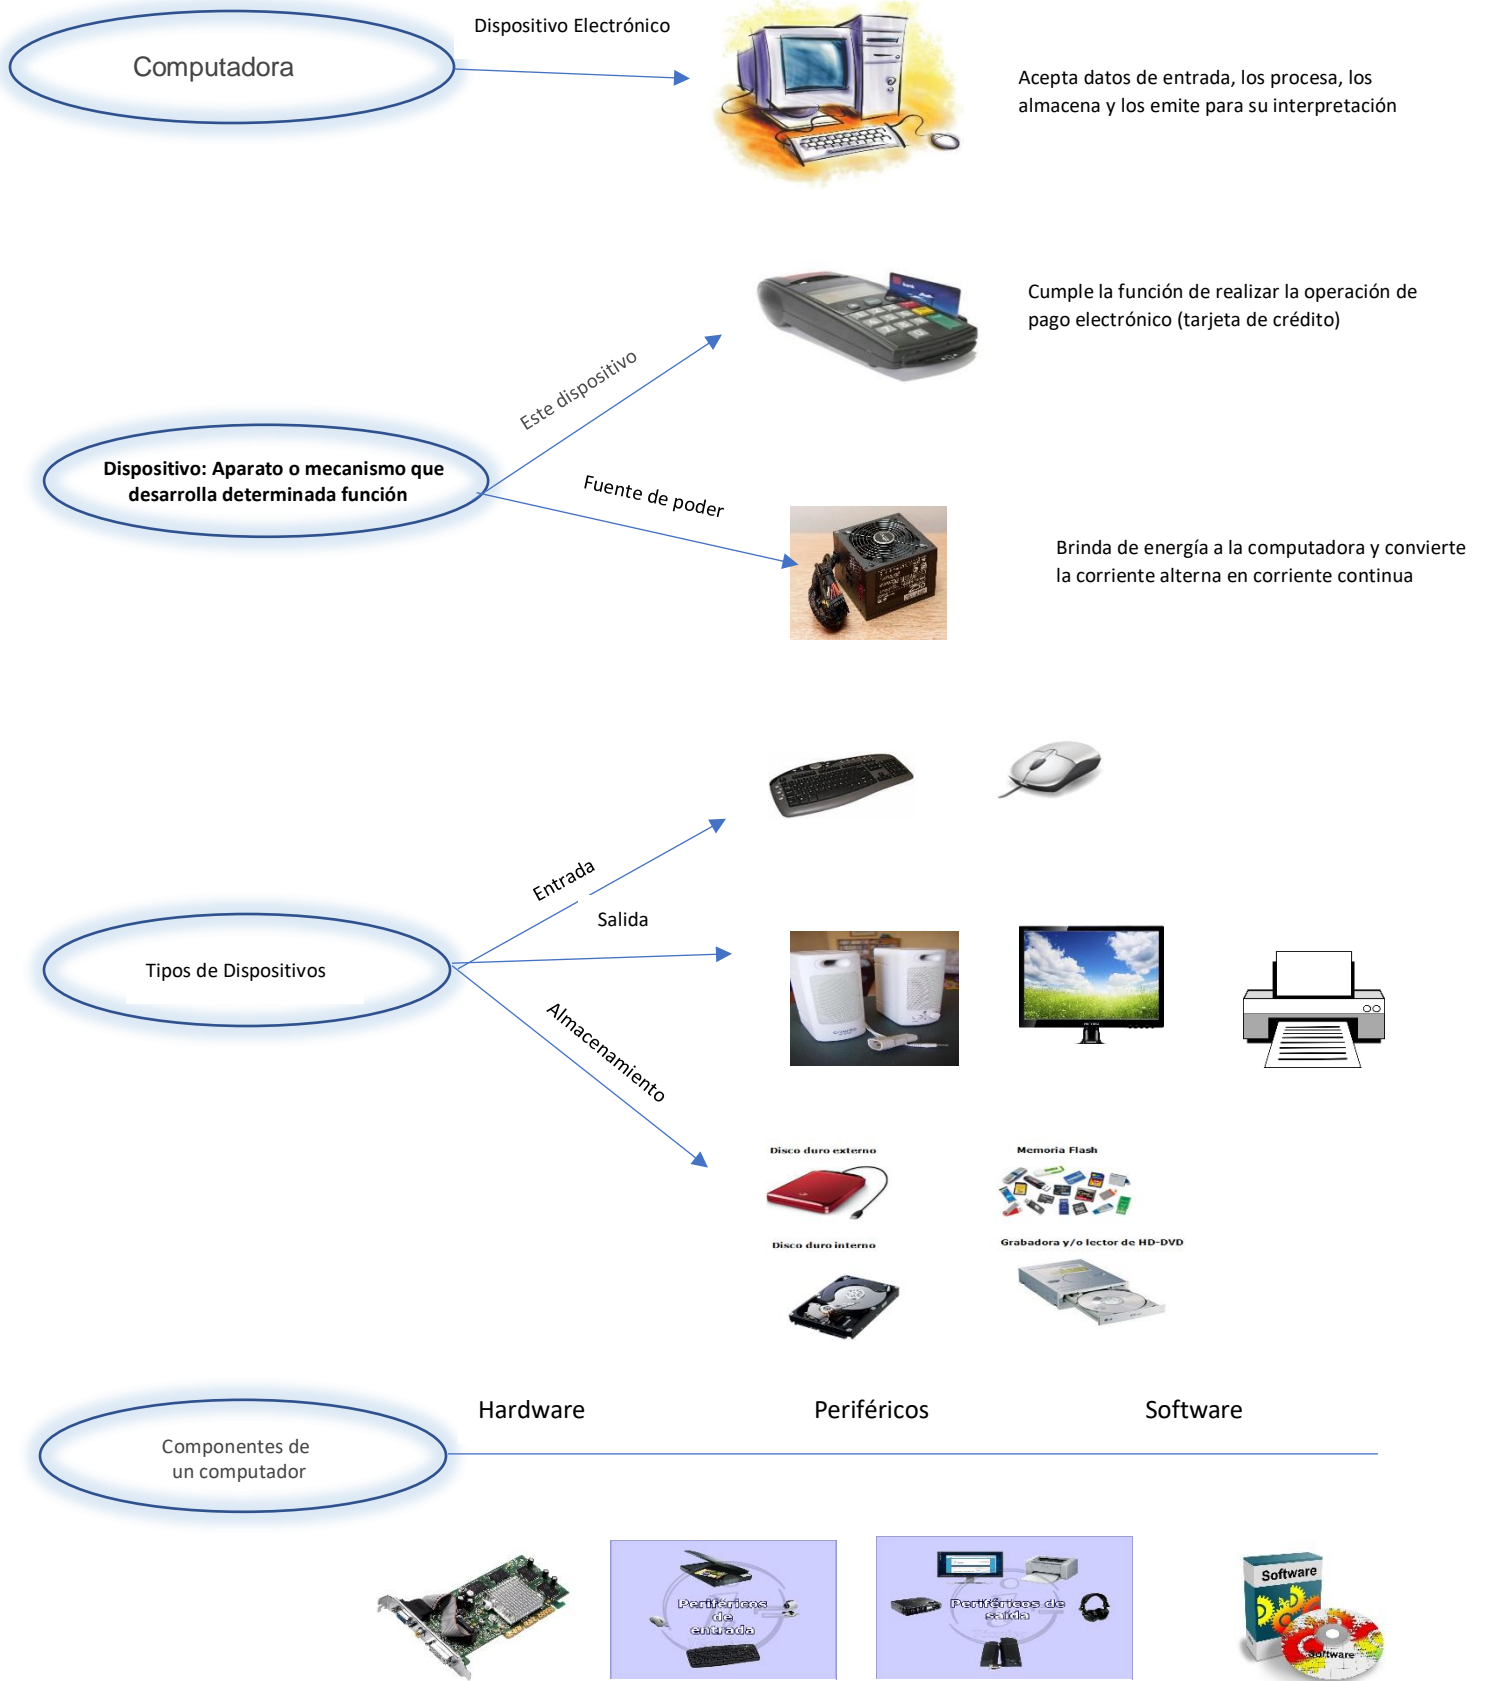 Dispositivo Electrónico
Computadora
Acepta datos de entrada, los procesa, los
almacena y los emite para su interpretación
Cumple la función de realizar la operación de
pago electrónico (tarjeta de crédito)
Este dispositivo
Dispositivo: Aparato o mecanismo que
desarrolla determinada función
Fuente de poder
Brinda de energía a la computadora y convierte
la corriente alterna en corriente continua
Entrada
Salida
Tipos de Dispositivos
Almacenamiento
Disco duro externo
Memoria Flash
Disco duro interno
Grabadora y/o lector de HD-DVD
Hardware
Periféricos
Software
Componentes de
un computador
Periféricos
de
entrada
Periféricos de
saída
Software
Software